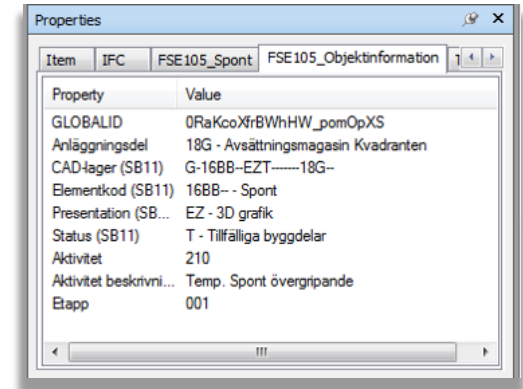 Properties
Item IFC FSE105_Spont FSE105_Objektinformation
Property Value
GLOBALID 0RaKcoXfrBWhHW_pomOpXS
Anläggningsdel 18G - Avsättningsmagasin Kvadranten
CAD-lager (SB11) G-16BB--EZT-------18G--
Elementkod (SB11) 16BB-- - Spont
Presentation (SB... EZ - 3D grafik
Status (SB11) T - Tillfälliga byggdelar
Aktivitet 210
Aktivitet beskrivni... Temp. Spont övergripande
Etapp 001